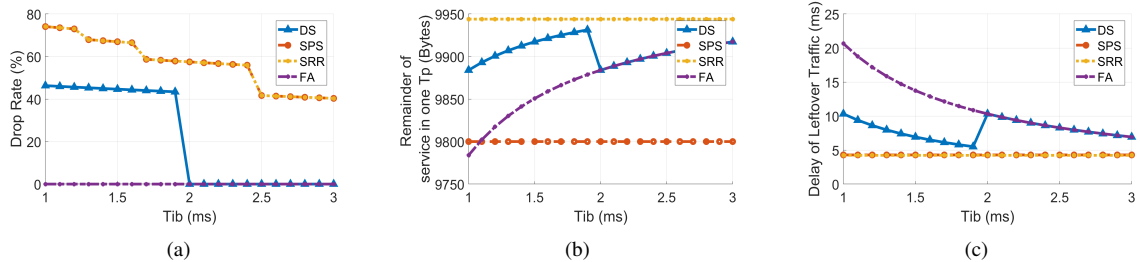 80
60
40
20
0
Drop Rate (%)
1
1.5
2
2.5
3
Tib (ms)
DS
SPS
SRR
FA
(a)
9950
9900
9850
9800
9750
Remainder of
service in one Tp (Bytes)
1
1.5
2
2.5
3
Tib (ms)
DS
SPS
SRR
FA
(b)
25
20
15
10
5
0
Delay of Leftover Traffic (ms)
1
1.5
2
2.5
3
Tib (ms)
DS
SPS
SRR
FA
(c)